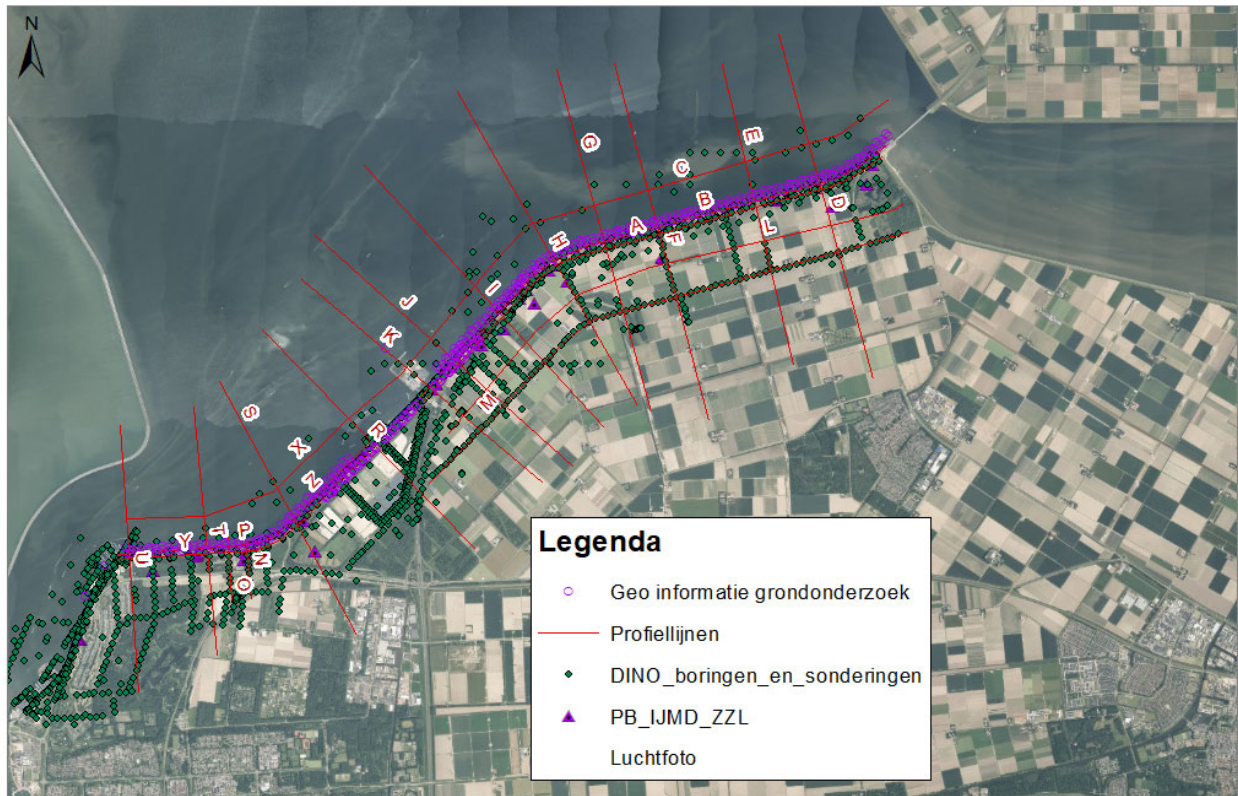 N
G
C
E
B
D
H
A
F
L
I
J
K
M
S
R
X
Z
Y
T
P
U
N
O
Legenda
Geo informatie grondonderzoek
Profiellijnen
DINO_boringen_en_sonderingen
PB_IJMD_ZZL
Luchtfoto